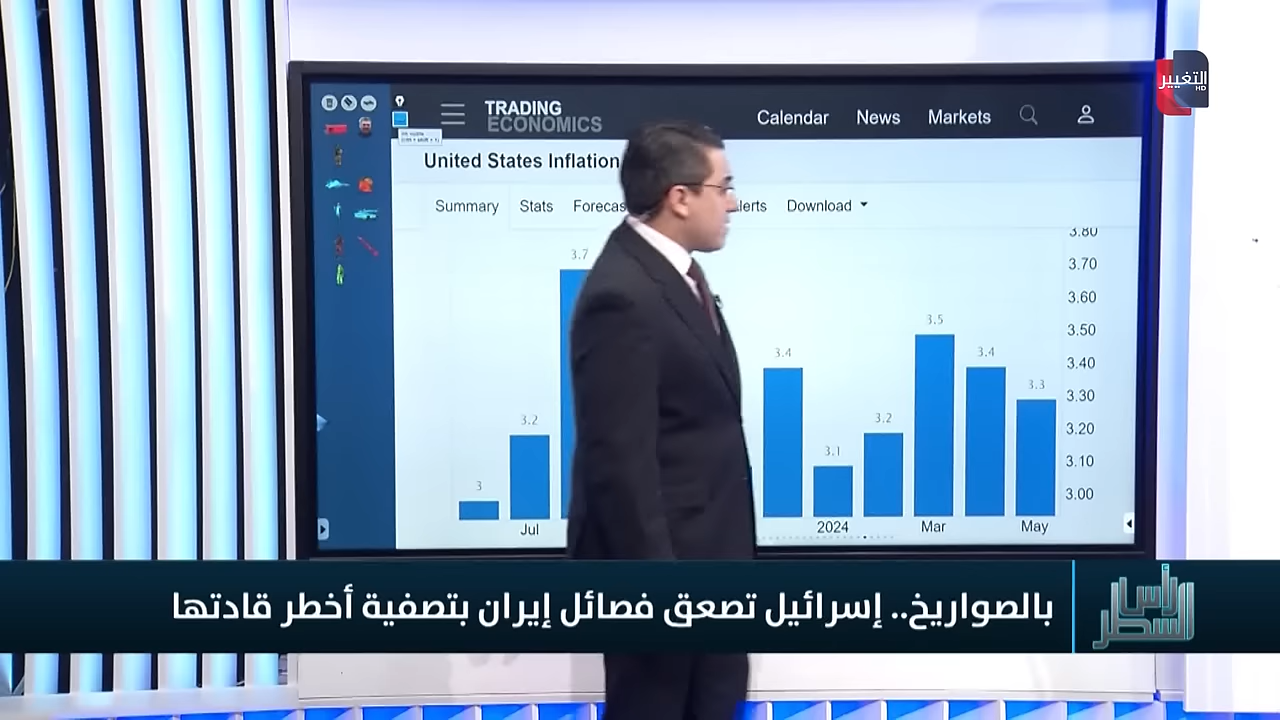 التغيير
HD
TRADING
ECONOMICS
Calendar
News
Markets
United States Inflation
Summary
Stats
Download
3.80
3.70
3.60
3.50
3.40
3.30
3.20
3.10
3.00
3
3.2
3.7
3.4
3.1
3.2
3.5
3.4
3.3
Jul
2024
Mar
May
بالصواريخ.. إسرائيل تصعق فصائل إيران بتصفية أخطر قادتها
رأس
السطر